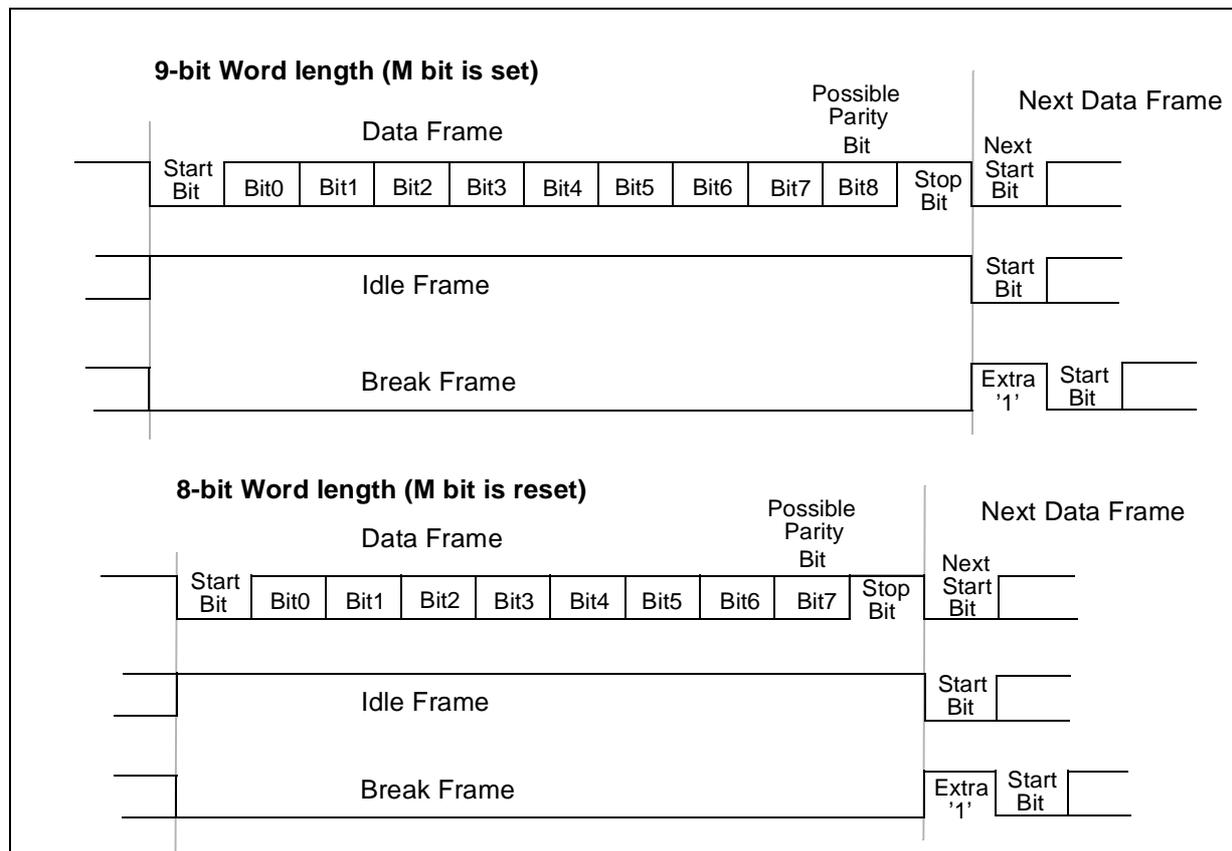 9-bit Word length (M bit is set)
Next Data Frame
Possible
Parity
Bit
Data Frame
Start
Bit
Bit0
Bit1
Bit2
Bit3
Bit4
Bit5
Bit6
Bit7
Bit8
Stop
Bit
Next
Start
Bit
Idle Frame
Start
Bit
Break Frame
Extra
'1'
Start
Bit
8-bit Word length (M bit is reset)
Next Data Frame
Possible
Parity
Bit
Data Frame
Start
Bit
Bit0
Bit1
Bit2
Bit3
Bit4
Bit5
Bit6
Bit7
Stop
Bit
Next
Start
Bit
Idle Frame
Start
Bit
Break Frame
Extra
'1'
Start
Bit